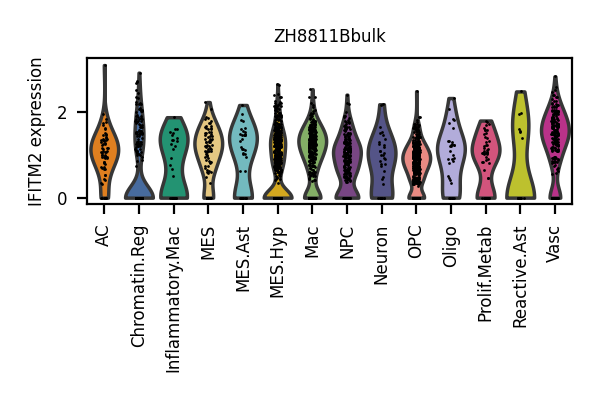 ZH8811Bbulk
IFITM2 expression
2
0
AC
Chromatin.Reg
Inflammatory.Mac
MES
MES.Ast
MES.Hyp
Mac
NPC
Neuron
OPC
Oligo
Prolif.Metab
Reactive.Ast
Vasc